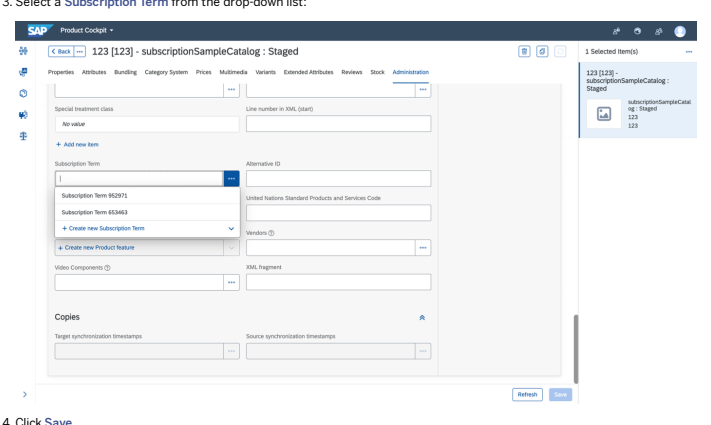 3. Select a Subscription Term from the drop-down list:
SAP Product Cockpit
< Back ••• 123 [123] - subscriptionSampleCatalog : Staged
1 Selected Item(s) •••
Properties Attributes Bundling Category System Prices Multimedia Variants Extended Attributes Reviews Stock Administration
123 [123] -
subscriptionSampleCatalog :
Staged
subscriptionSampleCatal
og : Staged
123
123
Special treatment class
Line number in XML (start)
No value
+ Add new item
Subscription Term
Alternative ID
Subscription Term 952971
United Nations Standard Products and Services Code
Subscription Term 653463
+ Create new Subscription Term
Vendors
+ Create new Product feature
Video Components
XML fragment
Copies
Target synchronization timestamps
Source synchronization timestamps
Refresh Save
4. Click Save